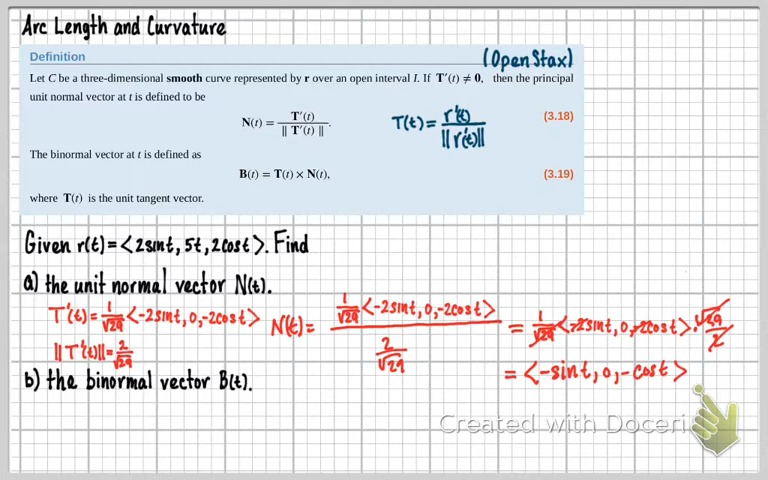 Arc Length and Curvature
Definition
(OpenStax)
Let C be a three-dimensional smooth curve represented by r over an open interval I. If T′(t) ≠ 0, then the principal
unit normal vector at t is defined to be
N(t) = T′(t) / ‖ T′(t) ‖. (3.18)
T(t) = r′(t) / ‖r′(t)‖
The binormal vector at t is defined as
B(t) = T(t) × N(t), (3.19)
where T(t) is the unit tangent vector.
Given r(t) = <2sint, 5t, 2cost>. Find
a) the unit normal vector N(t).
T′(t) = 1/√29 <-2sint, 0, -2cost>
‖T′(t)‖ = 2/√29
N(t) = 1/√29 <-2sint, 0, -2cost> / 2/√29 = 1/√29 <-2sint, 0, -2cost> · √29/2
= <-sint, 0, -cost>
b) the binormal vector B(t).
Created with Doceri